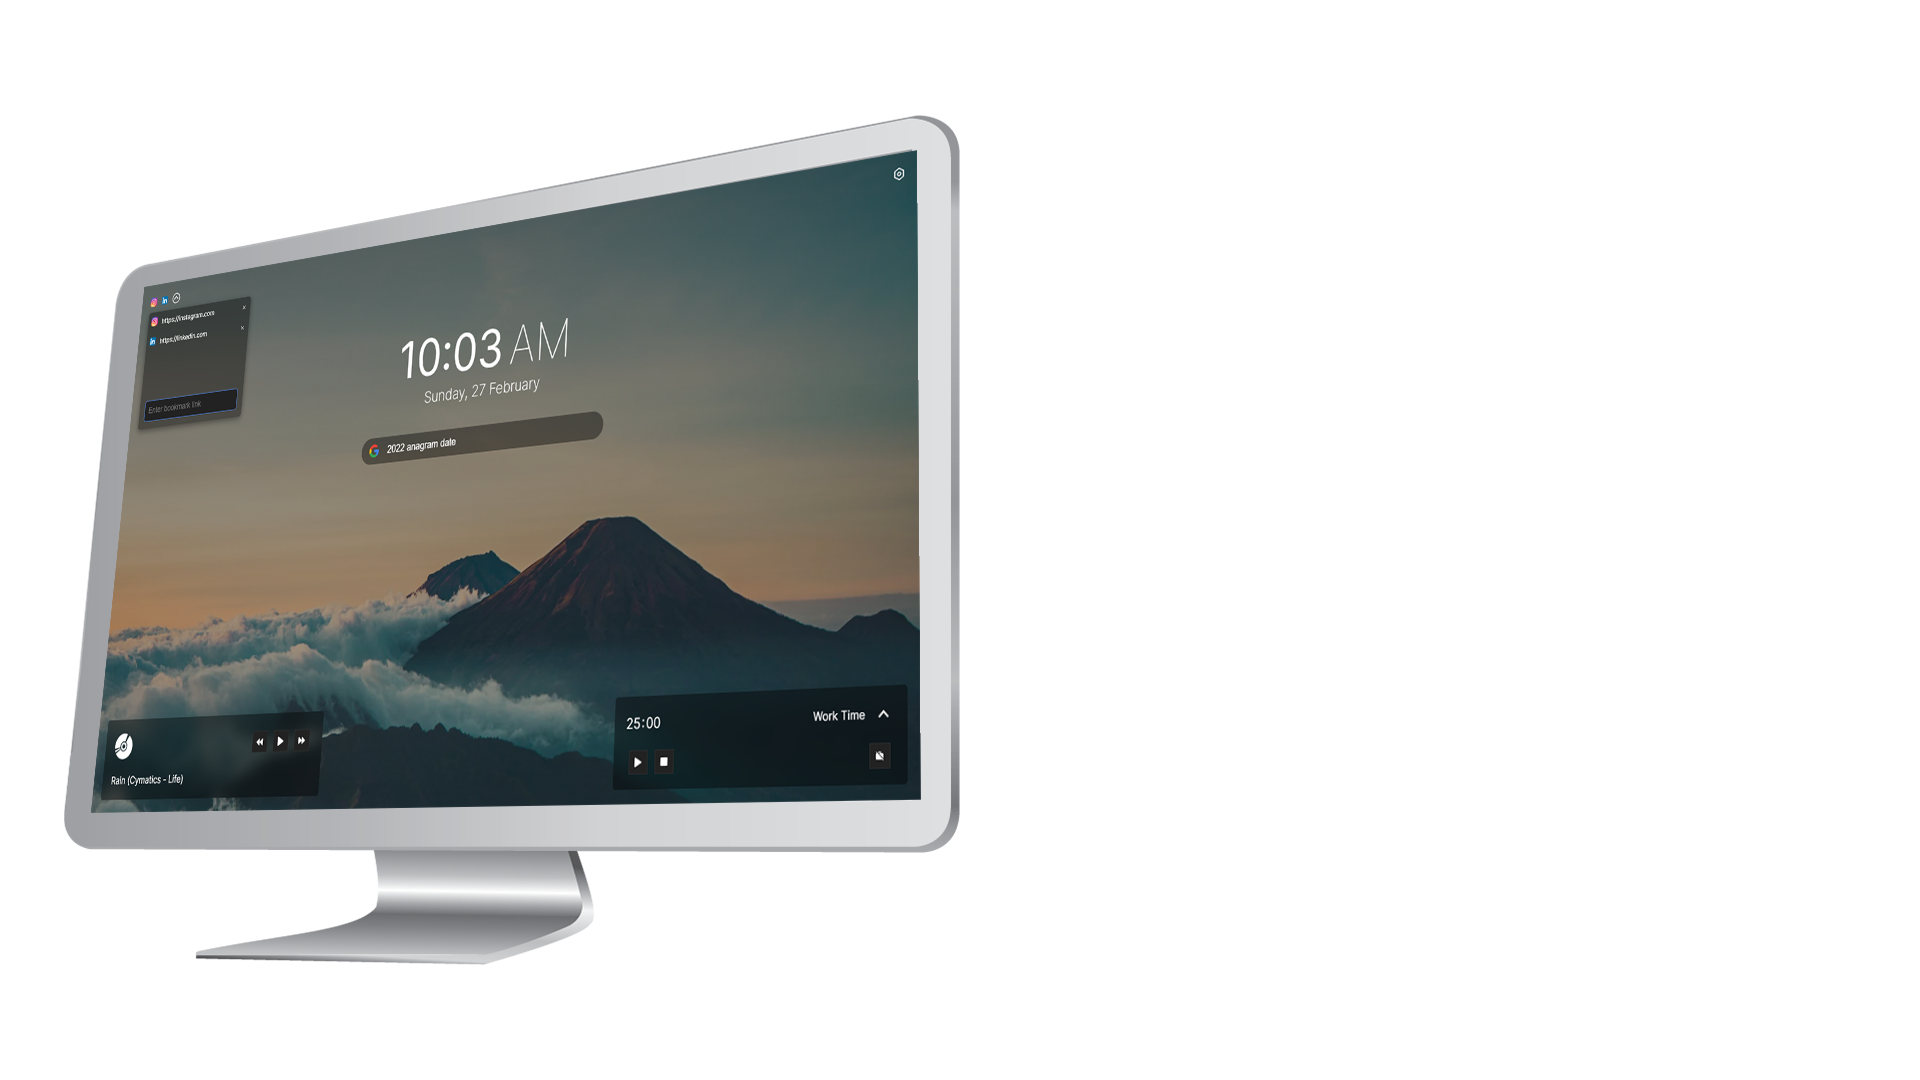 https://instagram.com
https://linkedin.com
Enter bookmark link
10:03 AM
Sunday, 27 February
2022 anagram date
Rain (Cymatics - Life)
25:00
Work Time